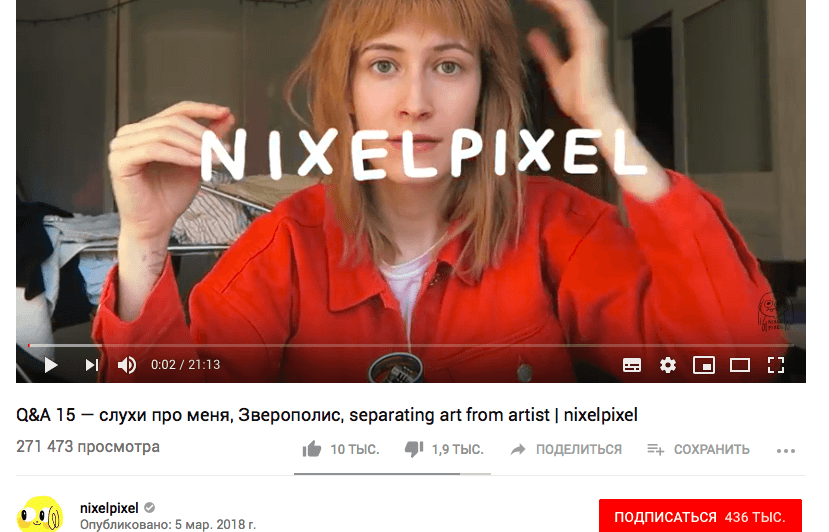 NIXELPIXEL
0:02 / 21:13
Q&A 15 — слухи про меня, Зверополис, separating art from artist | nixelpixel
271 473 просмотра
10 ТЫС.
1,9 ТЫС.
ПОДЕЛИТЬСЯ
СОХРАНИТЬ
nixelpixel
Опубликовано: 5 мар. 2018 г.
ПОДПИСАТЬСЯ 436 ТЫС.